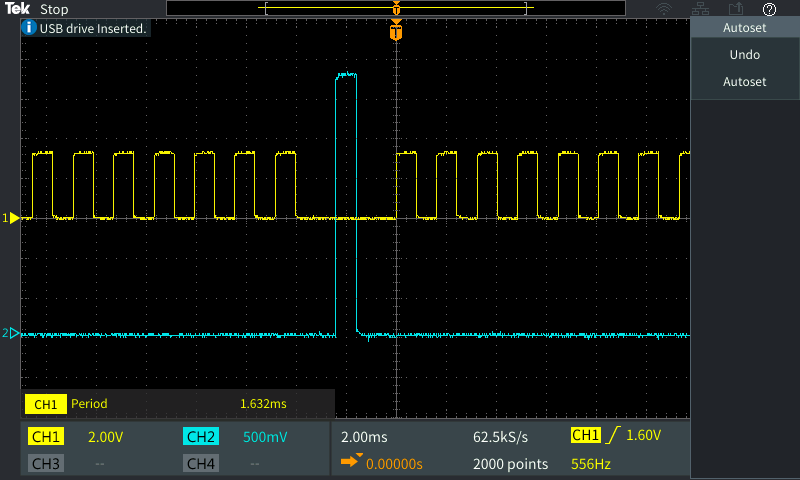 Tek Stop
T
i USB drive Inserted.
T
?
Autoset
Undo
Autoset
1
2
CH1 Period 1.632ms
CH1 2.00V CH2 500mV
CH3 -- CH4 --
2.00ms 62.5kS/s CH1 1.60V
0.00000s 2000 points 556Hz